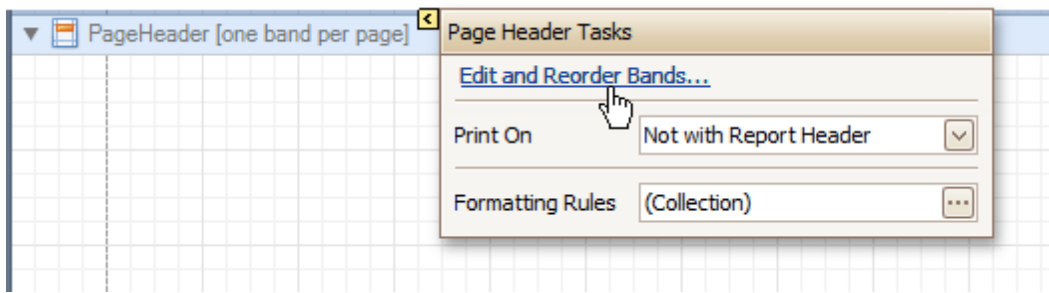 PageHeader [one band per page]
Page Header Tasks
Edit and Reorder Bands...
Print On Not with Report Header
Formatting Rules (Collection)